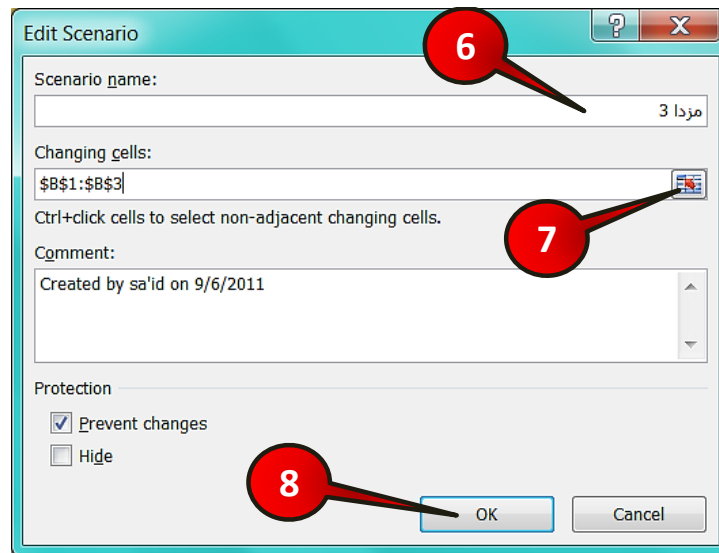 Edit Scenario
6
Scenario name:
مزدا 3
Changing cells:
$B$1:$B$3
Ctrl+click cells to select non-adjacent changing cells.
7
Comment:
Created by sa'id on 9/6/2011
Protection
Prevent changes
Hide
8
OK
Cancel